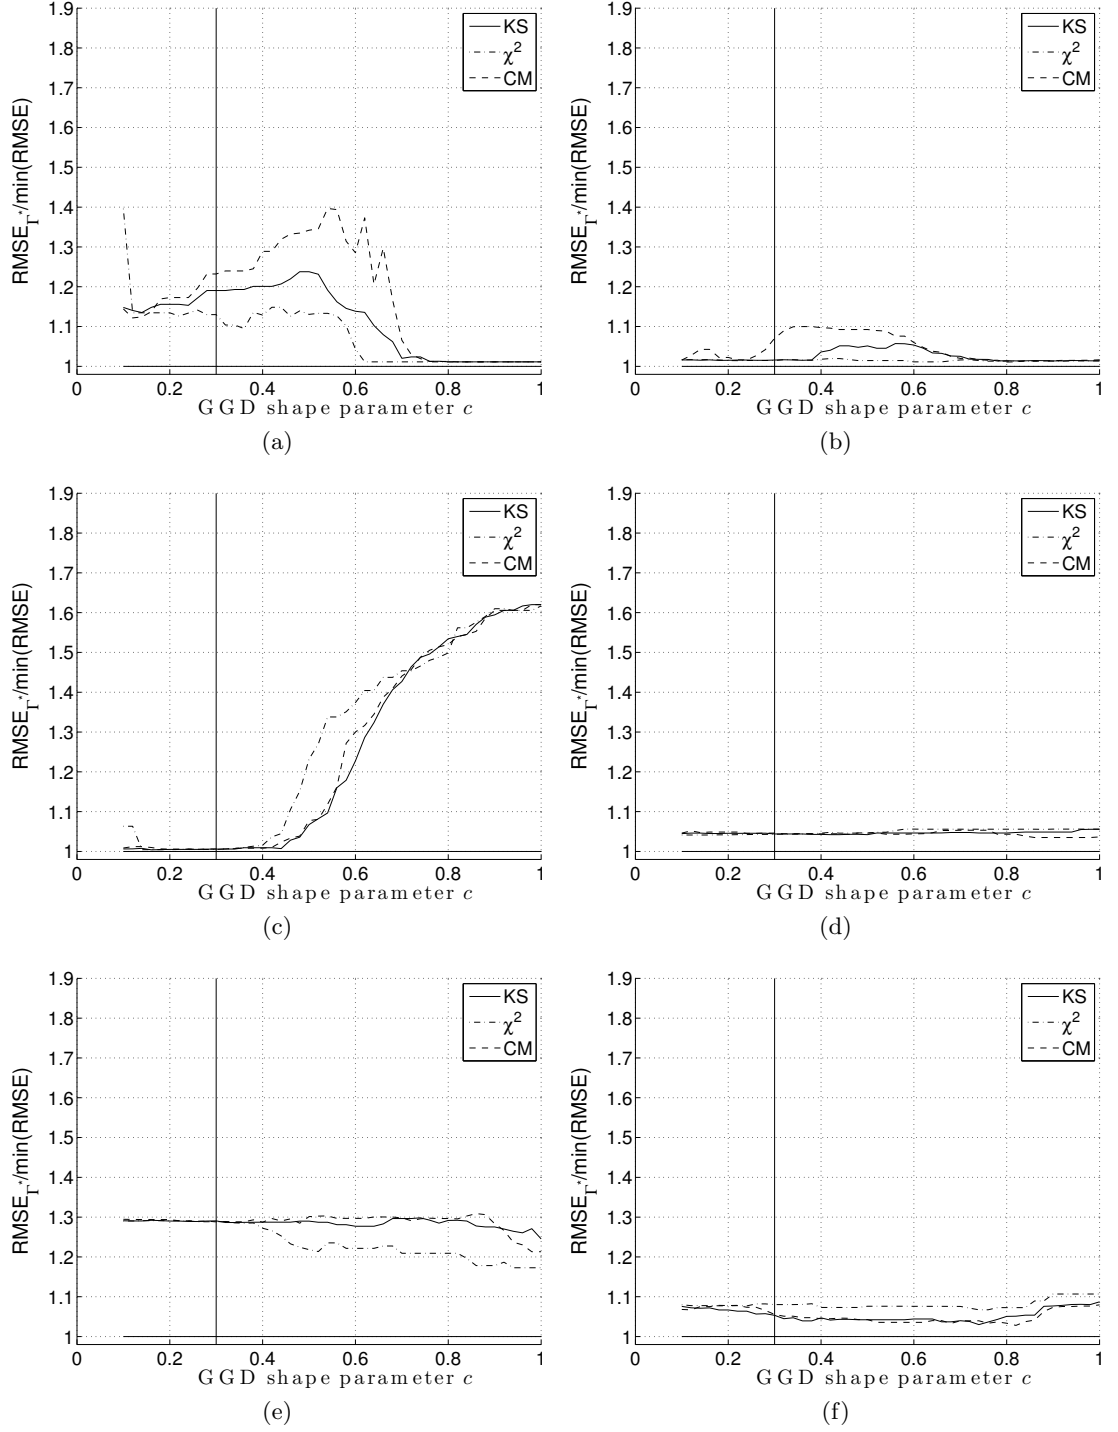 1.9
1.8
1.7
1.6
1.5
1.4
1.3
1.2
1.1
1
RMSE_Γ*/min(RMSE)
KS
χ²
CM
0 0.2 0.4 0.6 0.8 1
GGD shape parameter c
(a)
1.9
1.8
1.7
1.6
1.5
1.4
1.3
1.2
1.1
1
RMSE_Γ*/min(RMSE)
KS
χ²
CM
0 0.2 0.4 0.6 0.8 1
GGD shape parameter c
(b)
1.9
1.8
1.7
1.6
1.5
1.4
1.3
1.2
1.1
1
RMSE_Γ*/min(RMSE)
KS
χ²
CM
0 0.2 0.4 0.6 0.8 1
GGD shape parameter c
(c)
1.9
1.8
1.7
1.6
1.5
1.4
1.3
1.2
1.1
1
RMSE_Γ*/min(RMSE)
KS
χ²
CM
0 0.2 0.4 0.6 0.8 1
GGD shape parameter c
(d)
1.9
1.8
1.7
1.6
1.5
1.4
1.3
1.2
1.1
1
RMSE_Γ*/min(RMSE)
KS
χ²
CM
0 0.2 0.4 0.6 0.8 1
GGD shape parameter c
(e)
1.9
1.8
1.7
1.6
1.5
1.4
1.3
1.2
1.1
1
RMSE_Γ*/min(RMSE)
KS
χ²
CM
0 0.2 0.4 0.6 0.8 1
GGD shape parameter c
(f)